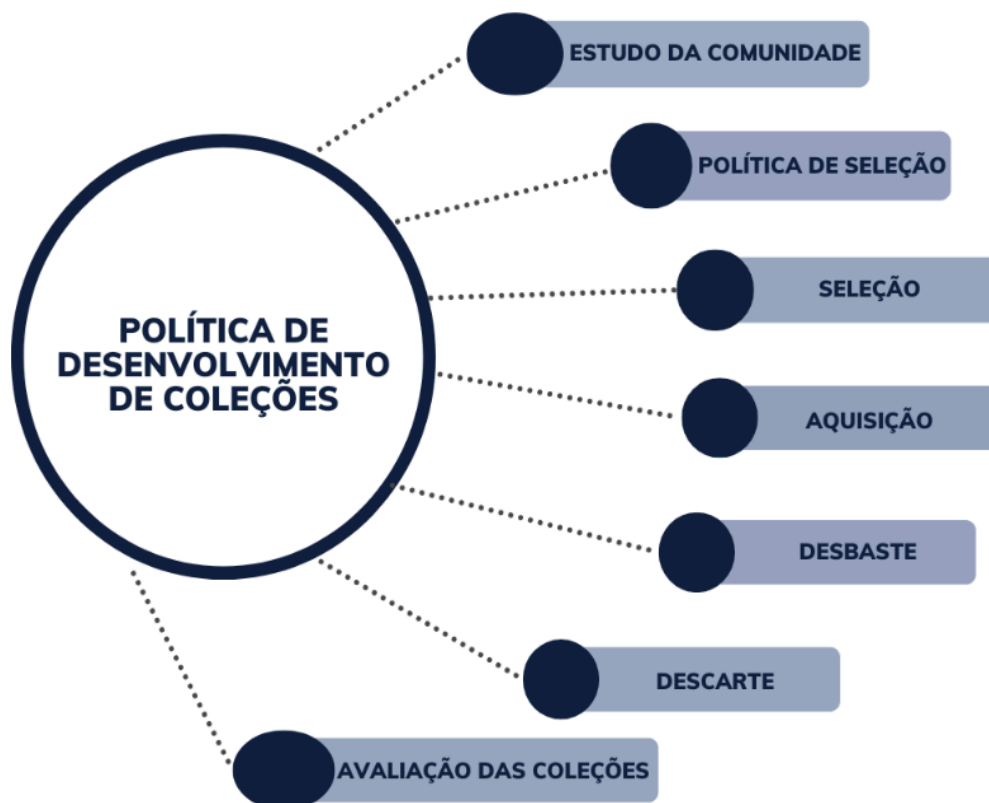 POLÍTICA DE
DESENVOLVIMENTO
DE COLEÇÕES
ESTUDO DA COMUNIDADE
POLÍTICA DE SELEÇÃO
SELEÇÃO
AQUISIÇÃO
DESBASTE
DESCARTE
AVALIAÇÃO DAS COLEÇÕES